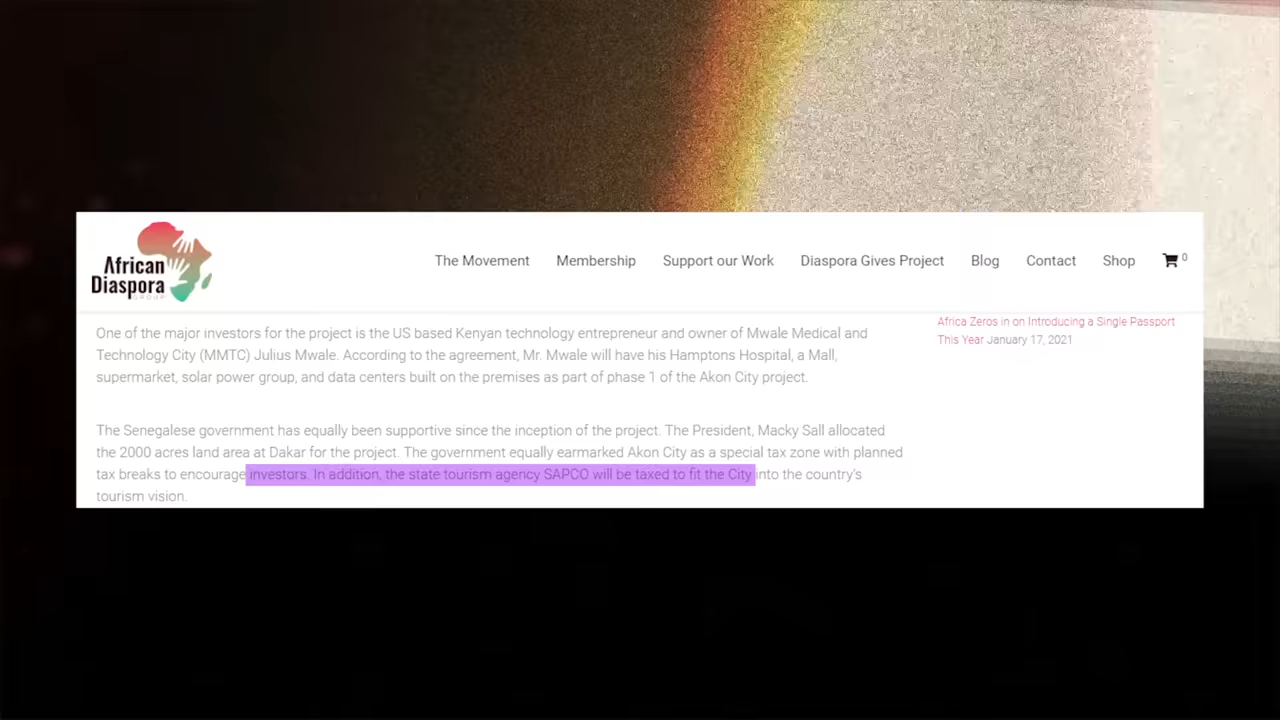 African
Diaspora
GROUP
The Movement Membership Support our Work Diaspora Gives Project Blog Contact Shop 0
One of the major investors for the project is the US based Kenyan technology entrepreneur and owner of Mwale Medical and
Technology City (MMTC) Julius Mwale. According to the agreement, Mr. Mwale will have his Hamptons Hospital, a Mall,
supermarket, solar power group, and data centers built on the premises as part of phase 1 of the Akon City project.
The Senegalese government has equally been supportive since the inception of the project. The President, Macky Sall allocated
the 2000 acres land area at Dakar for the project. The government equally earmarked Akon City as a special tax zone with planned
tax breaks to encourage investors. In addition, the state tourism agency SAPCO will be taxed to fit the City into the country's
tourism vision.
Africa Zeros in on Introducing a Single Passport
This Year January 17, 2021